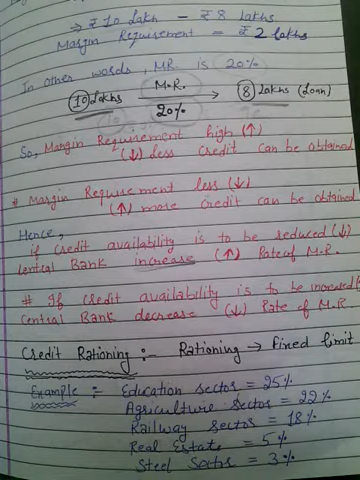 ⇒ ₹ 10 Lakh - ₹ 8 Lakhs
Margin Requirement = ₹ 2 Lakhs
In other words, MR is 20%
10 Lakhs M.R. 20% → 8 Lakhs (Loan)
So, Margin Requirement high (↑)
(↓) less credit can be obtained
* Margin Requirement less (↓)
(↑) more credit can be obtained
Hence,
if credit availability is to be reduced (↓)
Central Bank increase (↑) Rate of M.R.
# If credit availability is to be increased (
Central Bank decrease (↓) Rate of M.R
Credit Rationing :- Rationing → Fixed limit
Example :- Education sector = 25%
Agriculture Sector = 22%
Railway Sector = 18%
Real Estate = 5%
Steel Sector = 3%